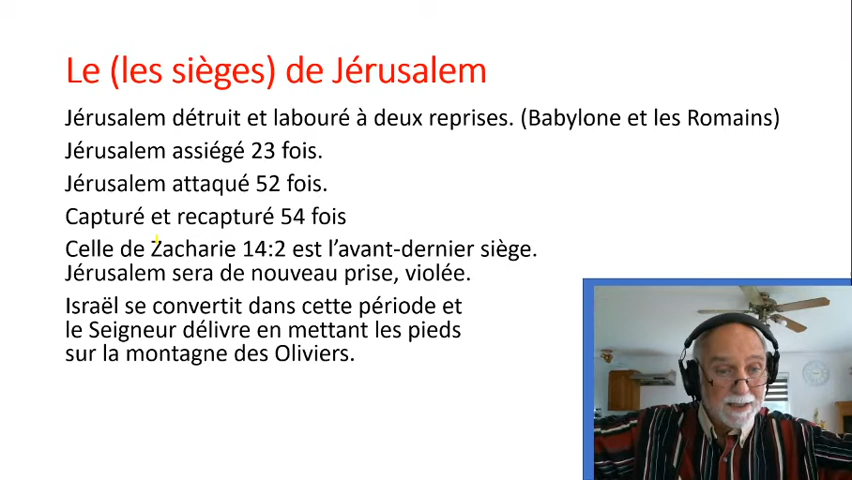 Le (les sièges) de Jérusalem
Jérusalem détruit et labouré à deux reprises. (Babylone et les Romains)
Jérusalem assiégé 23 fois.
Jérusalem attaqué 52 fois.
Capturé et recapturé 54 fois
Celle de Zacharie 14:2 est l’avant-dernier siège.
Jérusalem sera de nouveau prise, violée.
Israël se convertit dans cette période et
le Seigneur délivre en mettant les pieds
sur la montagne des Oliviers.